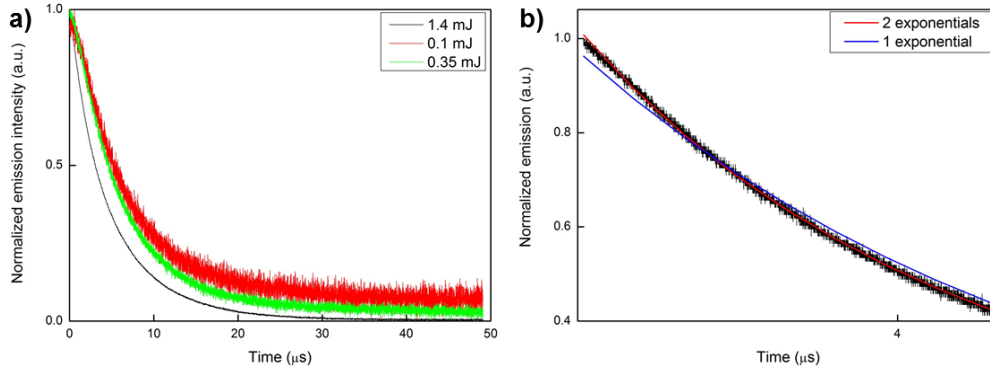 a)
1.0
0.5
0.0
0
10
20
30
40
50
Normalized emission intensity (a.u.)
Time (μs)
1.4 mJ
0.1 mJ
0.35 mJ
b)
1.0
0.8
0.6
0.4
4
Normalized emission (a.u.)
Time (μs)
2 exponentials
1 exponential